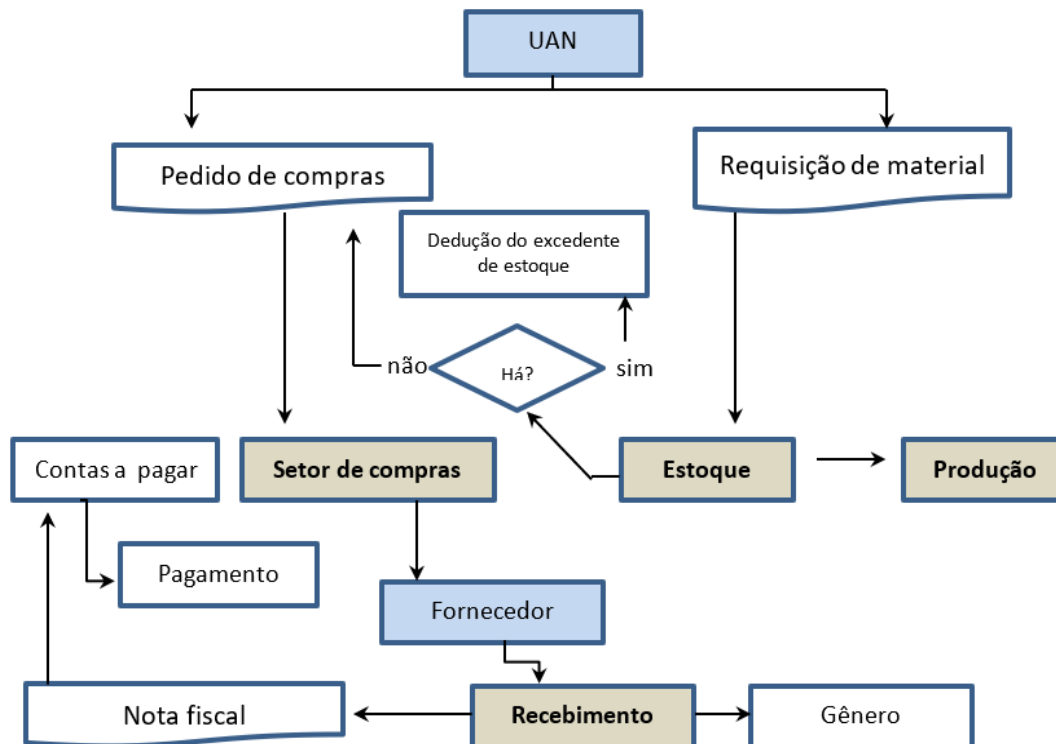 UAN
Pedido de compras
Requisição de material
Dedução do excedente
de estoque
não
Há?
sim
Contas a pagar
Setor de compras
Estoque
Produção
Pagamento
Fornecedor
Nota fiscal
Recebimento
Gênero